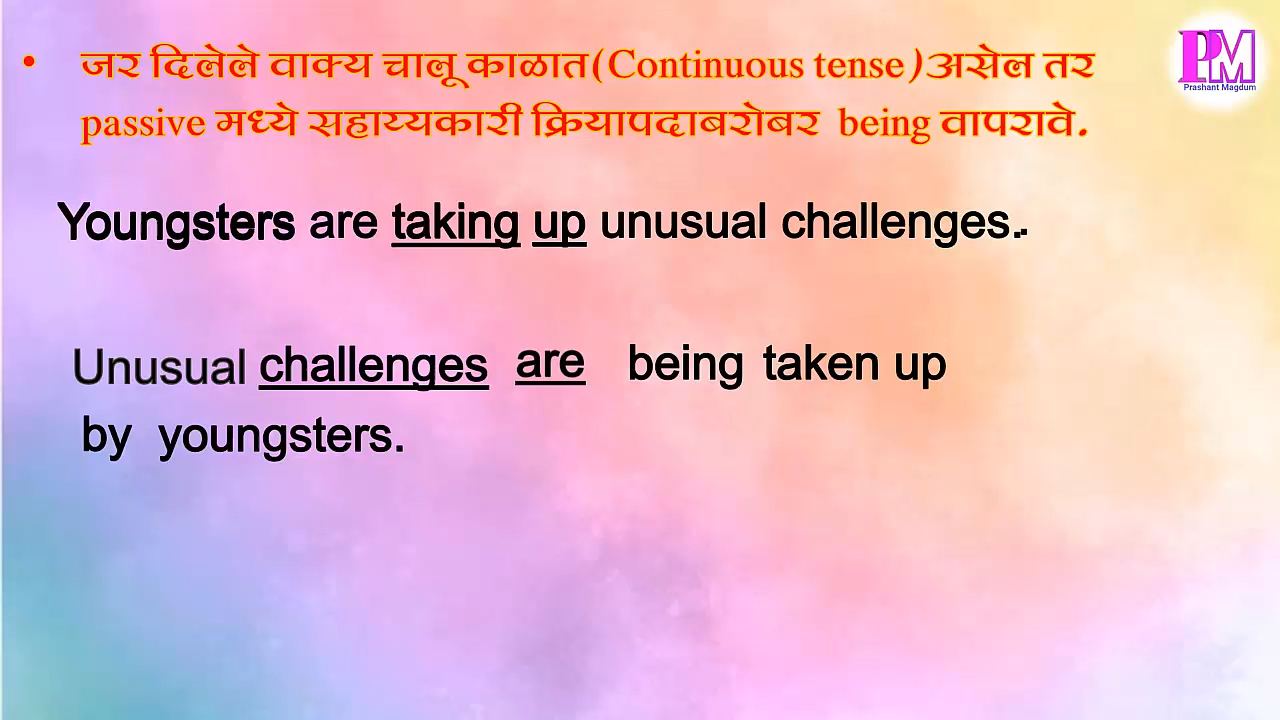 • जर दिलेले वाक्य चालू काळात(Continuous tense)असेल तर
passive मध्ये सहाय्यकारी क्रियापदाबरोबर being वापरावे.
PM
Prashant Magdum
Youngsters are taking up unusual challenges..
Unusual challenges are being taken up
by youngsters.